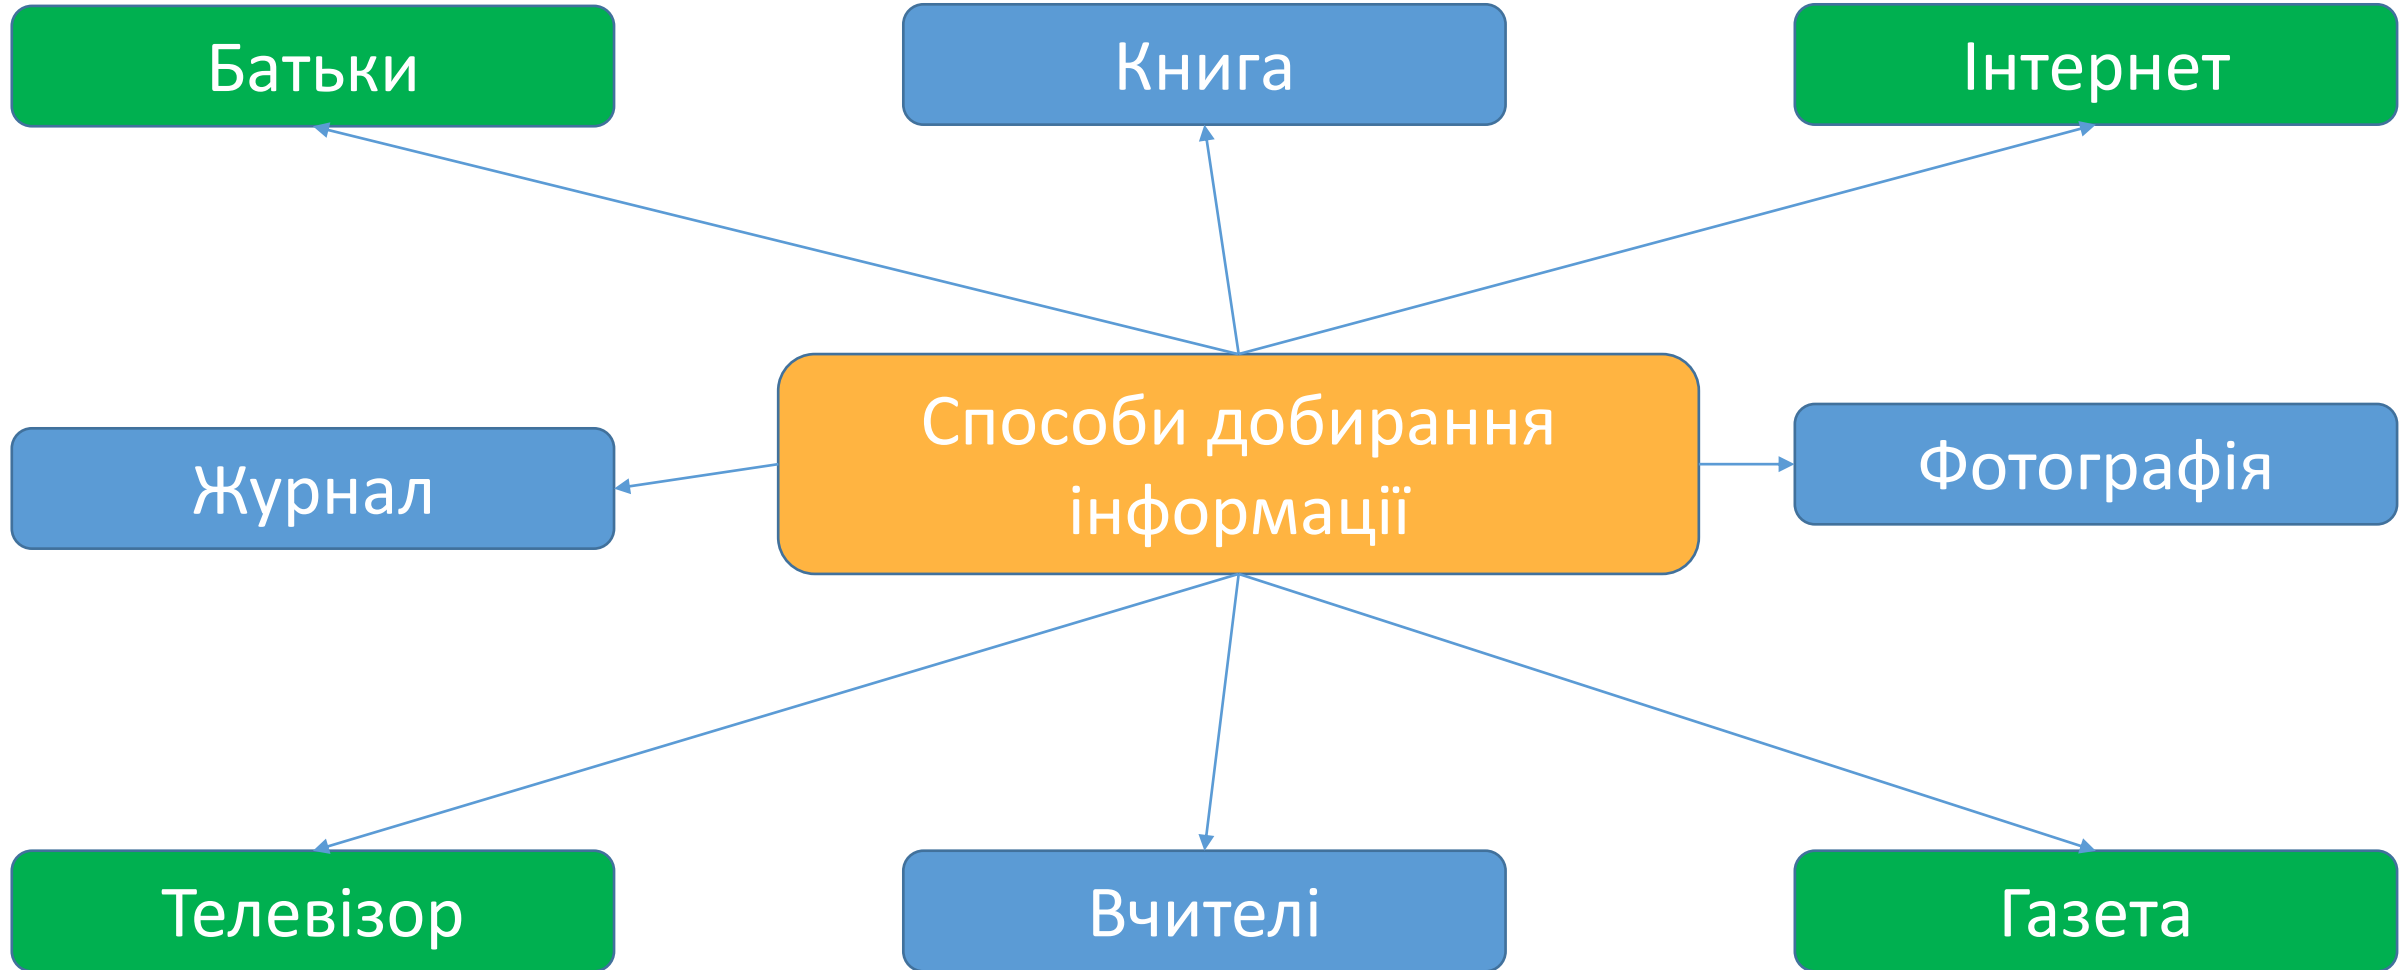 Батьки
Книга
Інтернет
Журнал
Способи добирання
інформації
Фотографія
Телевізор
Вчителі
Газета